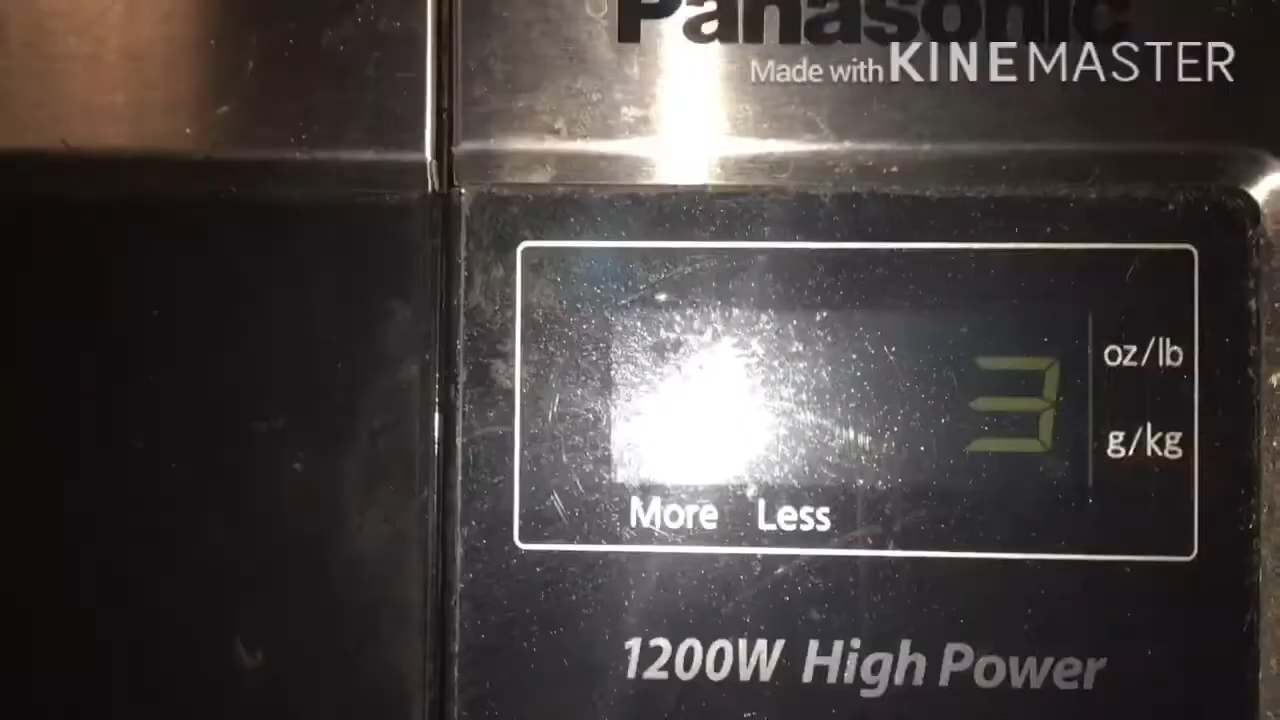 Panasonic
Made with KINEMASTER
3
oz/lb
g/kg
More Less
1200W High Power